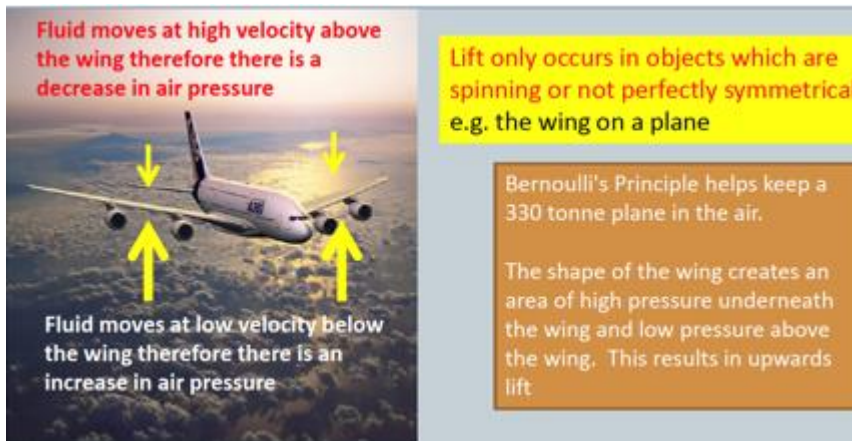 Fluid moves at high velocity above
the wing therefore there is a
decrease in air pressure
Fluid moves at low velocity below
the wing therefore there is an
increase in air pressure
Lift only occurs in objects which are
spinning or not perfectly symmetrical
e.g. the wing on a plane
Bernoulli's Principle helps keep a
330 tonne plane in the air.
The shape of the wing creates an
area of high pressure underneath
the wing and low pressure above
the wing. This results in upwards
lift